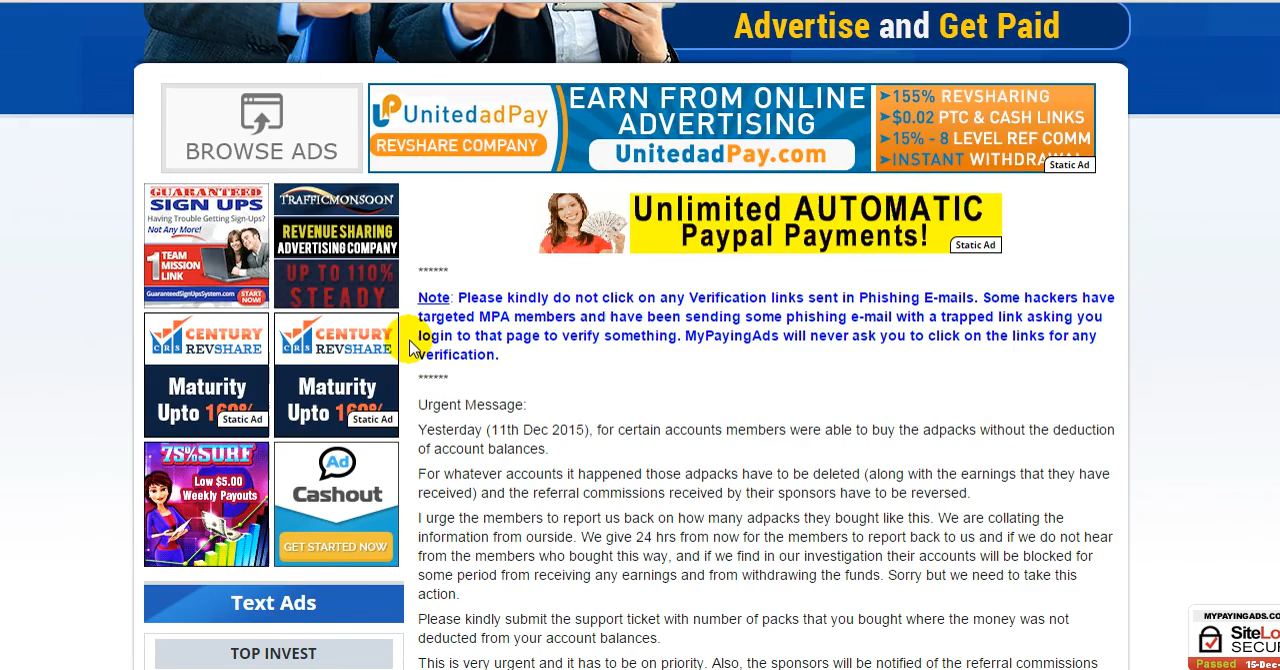 Advertise and Get Paid
BROWSE ADS
UnitedadPay
REVSHARE COMPANY
EARN FROM ONLINE
ADVERTISING
UnitedadPay.com
155% REVSHARING
$0.02 PTC & CASH LINKS
15% - 8 LEVEL REF COMM
INSTANT WITHDRAWAL
Static Ad
GUARANTEED
SIGN UPS
Having Trouble Getting Sign-Ups?
Not Any More!
1 TEAM
MISSION
LINK
GuaranteedSignUpsSystem.com
START NOW!
TRAFFICMONSOON
REVENUE SHARING
ADVERTISING COMPANY
UP TO 110%
STEADY
Unlimited AUTOMATIC
Paypal Payments!
Static Ad
******
Note: Please kindly do not click on any Verification links sent in Phishing E-mails. Some hackers have
targeted MPA members and have been sending some phishing e-mail with a trapped link asking you
login to that page to verify something. MyPayingAds will never ask you to click on the links for any
verification.
******
CENTURY
CRS REVSHARE
Maturity
Upto 160%
Static Ad
CENTURY
CRS REVSHARE
Maturity
Upto 160%
Static Ad
75%SURF
Low $5.00
Weekly Payouts
Ad
Cashout
GET STARTED NOW
Urgent Message:
Yesterday (11th Dec 2015), for certain accounts members were able to buy the adpacks without the deduction
of account balances.
For whatever accounts it happened those adpacks have to be deleted (along with the earnings that they have
received) and the referral commissions received by their sponsors have to be reversed.
I urge the members to report us back on how many adpacks they bought like this. We are collating the
information from ourside. We give 24 hrs from now for the members to report back to us and if we do not hear
from the members who bought this way, and if we find in our investigation their accounts will be blocked for
some period from receiving any earnings and from withdrawing the funds. Sorry but we need to take this
action.
Please kindly submit the support ticket with number of packs that you bought where the money was not
deducted from your account balances.
This is very urgent and it has to be on priority. Also, the sponsors will be notified of the referral commissions
Text Ads
TOP INVEST
MYPAYINGADS.CO
SiteLo
SECUR
Passed 15-Dec-